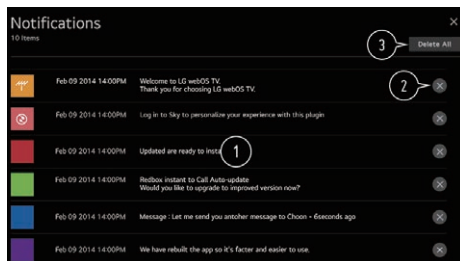 Notifications
×
10 Items
3
Delete All
Feb 09 2014 14:00PM
Welcome to LG webOS TV.
Thank you for choosing LG webOS TV.
2
Feb 09 2014 14:00PM
Log in to Sky to personalize your experience with this plugin
Feb 09 2014 14:00PM
Updated are ready to insta
1
Feb 09 2014 14:00PM
Redbox instant to Call Auto-update
Would you like to upgrade to improved version now?
Feb 09 2014 14:00PM
Message : Let me send you antoher message to Choon - 6seconds ago
Feb 09 2014 14:00PM
We have rebuilt the app so it's facter and easier to use.